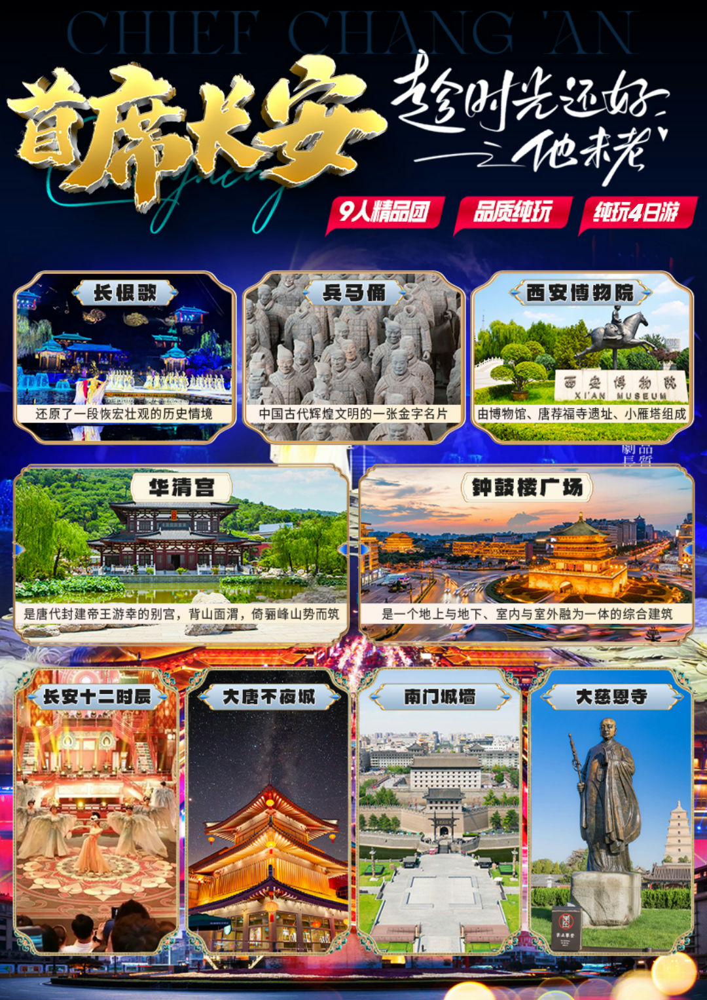 CHIEF CHANG'AN
首席长安
趁时光还好
他未老
9人精品团
品质纯玩
纯玩4日游
长根歌
还原了一段恢宏壮观的历史情境
兵马俑
中国古代辉煌文明的一张金字名片
西安博物院
西安博物院
XI'AN MUSEUM
由博物馆、唐荐福寺遗址、小雁塔组成
品質
劇長
华清宫
是唐代封建帝王游幸的别宫，背山面渭，倚骊峰山势而筑
钟鼓楼广场
是一个地上与地下、室内与室外融为一体的综合建筑
长安十二时辰
大唐不夜城
南门城墙
大慈恩寺